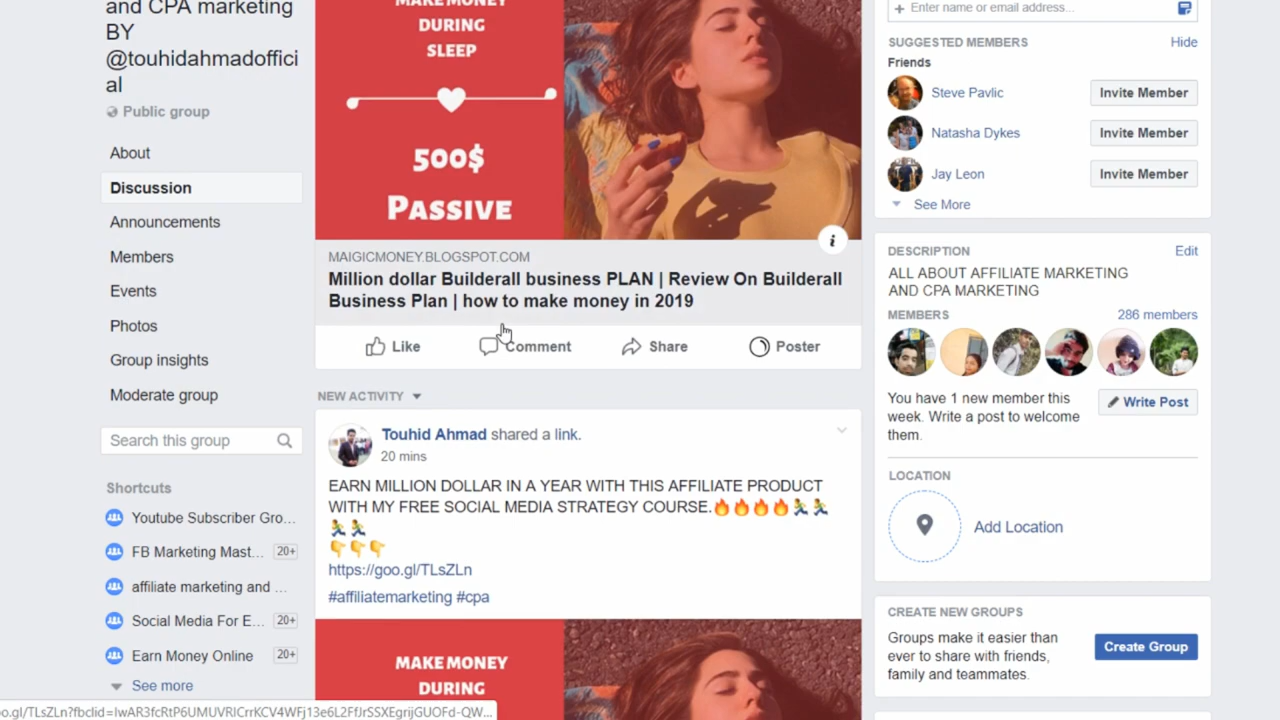 and CPA marketing
BY
@touhidahmadoffici
al
Public group
About
Discussion
Announcements
Members
Events
Photos
Group insights
Moderate group
Search this group
Shortcuts
Youtube Subscriber Gro...
FB Marketing Mast... 20+
affiliate marketing and ...
Social Media For E... 20+
Earn Money Online 20+
See more
MAKE MONEY
DURING
SLEEP
500$
PASSIVE
i
MAIGICMONEY.BLOGSPOT.COM
Million dollar Builderall business PLAN | Review On Builderall
Business Plan | how to make money in 2019
Like Comment Share Poster
NEW ACTIVITY
Touhid Ahmad shared a link.
20 mins
EARN MILLION DOLLAR IN A YEAR WITH THIS AFFILIATE PRODUCT
WITH MY FREE SOCIAL MEDIA STRATEGY COURSE.🔥🔥🔥🔥🏃‍♂️🏃‍♂️
🏃‍♂️🏃‍♂️
👇👇👇
https://goo.gl/TLsZLn
#affiliatemarketing #cpa
MAKE MONEY
DURING
+ Enter name or email address...
SUGGESTED MEMBERS Hide
Friends
Steve Pavlic Invite Member
Natasha Dykes Invite Member
Jay Leon Invite Member
See More
DESCRIPTION Edit
ALL ABOUT AFFILIATE MARKETING
AND CPA MARKETING
MEMBERS 286 members
You have 1 new member this
week. Write a post to welcome
them.
Write Post
LOCATION
Add Location
CREATE NEW GROUPS
Groups make it easier than
ever to share with friends,
family and teammates.
Create Group